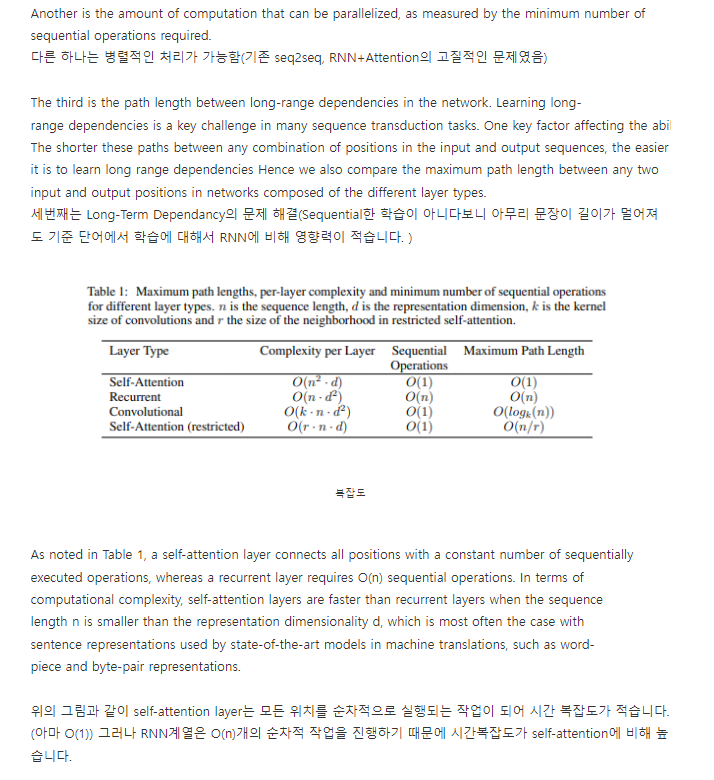 Another is the amount of computation that can be parallelized, as measured by the minimum number of
sequential operations required.
다른 하나는 병렬적인 처리가 가능함(기존 seq2seq, RNN+Attention의 고질적인 문제였음)
The third is the path length between long-range dependencies in the network. Learning long-
range dependencies is a key challenge in many sequence transduction tasks. One key factor affecting the abil
The shorter these paths between any combination of positions in the input and output sequences, the easier
it is to learn long range dependencies Hence we also compare the maximum path length between any two
input and output positions in networks composed of the different layer types.
세번째는 Long-Term Dependancy의 문제 해결(Sequential한 학습이 아니다보니 아무리 문장이 길이가 멀어져
도 기준 단어에서 학습에 대해서 RNN에 비해 영향력이 적습니다. )
Table 1: Maximum path lengths, per-layer complexity and minimum number of sequential operations
for different layer types. n is the sequence length, d is the representation dimension, k is the kernel
size of convolutions and r the size of the neighborhood in restricted self-attention.
Layer Type Complexity per Layer Sequential Maximum Path Length
Operations
Self-Attention O(n² · d) O(1) O(1)
Recurrent O(n · d²) O(n) O(n)
Convolutional O(k · n · d²) O(1) O(logₖ(n))
Self-Attention (restricted) O(r · n · d) O(1) O(n/r)
복잡도
As noted in Table 1, a self-attention layer connects all positions with a constant number of sequentially
executed operations, whereas a recurrent layer requires O(n) sequential operations. In terms of
computational complexity, self-attention layers are faster than recurrent layers when the sequence
length n is smaller than the representation dimensionality d, which is most often the case with
sentence representations used by state-of-the-art models in machine translations, such as word-
piece and byte-pair representations.
위의 그림과 같이 self-attention layer는 모든 위치를 순차적으로 실행되는 작업이 되어 시간 복잡도가 적습니다.
(아마 O(1)) 그러나 RNN계열은 O(n)개의 순차적 작업을 진행하기 때문에 시간복잡도가 self-attention에 비해 높
습니다.